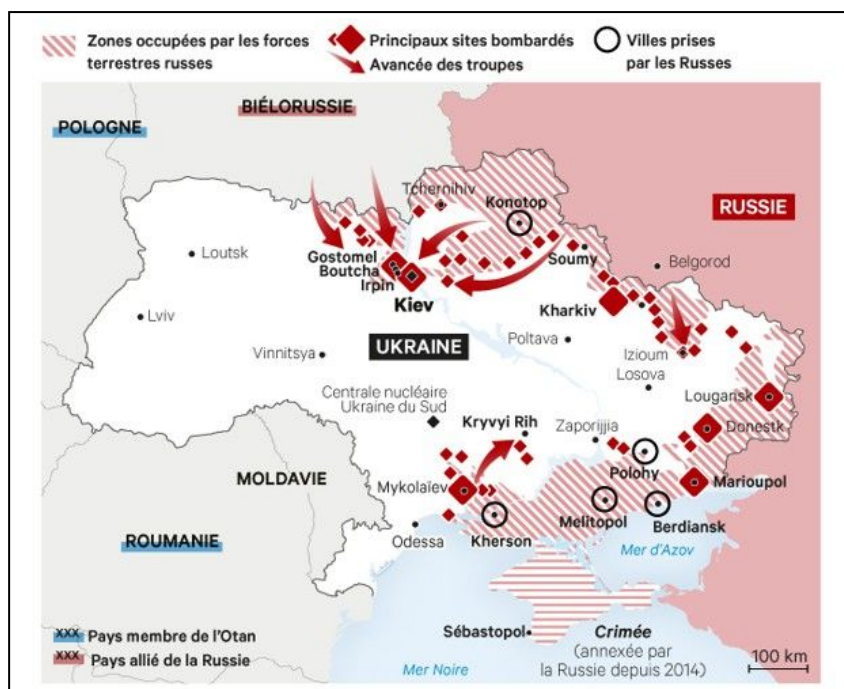 Zones occupées par les forces
terrestres russes
Principaux sites bombardés
Avancée des troupes
Villes prises
par les Russes
BIÉLORUSSIE
POLOGNE
Tchernihiv
Konotop
RUSSIE
Loutsk
Gostomel
Boutcha
Irpin
Soumy
Belgorod
Kiev
Kharkiv
Lviv
UKRAINE
Poltava
Vinnitsya
Izioum
Losova
Centrale nucléaire
Ukraine du Sud
Lougansk
Kryvyi Rih
Zaporijjia
Donestk
Polohy
MOLDAVIE
Mykolaïev
Marioupol
Melitopol
Berdiansk
Kherson
Odessa
ROUMANIE
Mer d'Azov
XXX Pays membre de l'Otan
XXX Pays allié de la Russie
Sébastopol
Crimée
(annexée par
la Russie depuis 2014)
Mer Noire
100 km